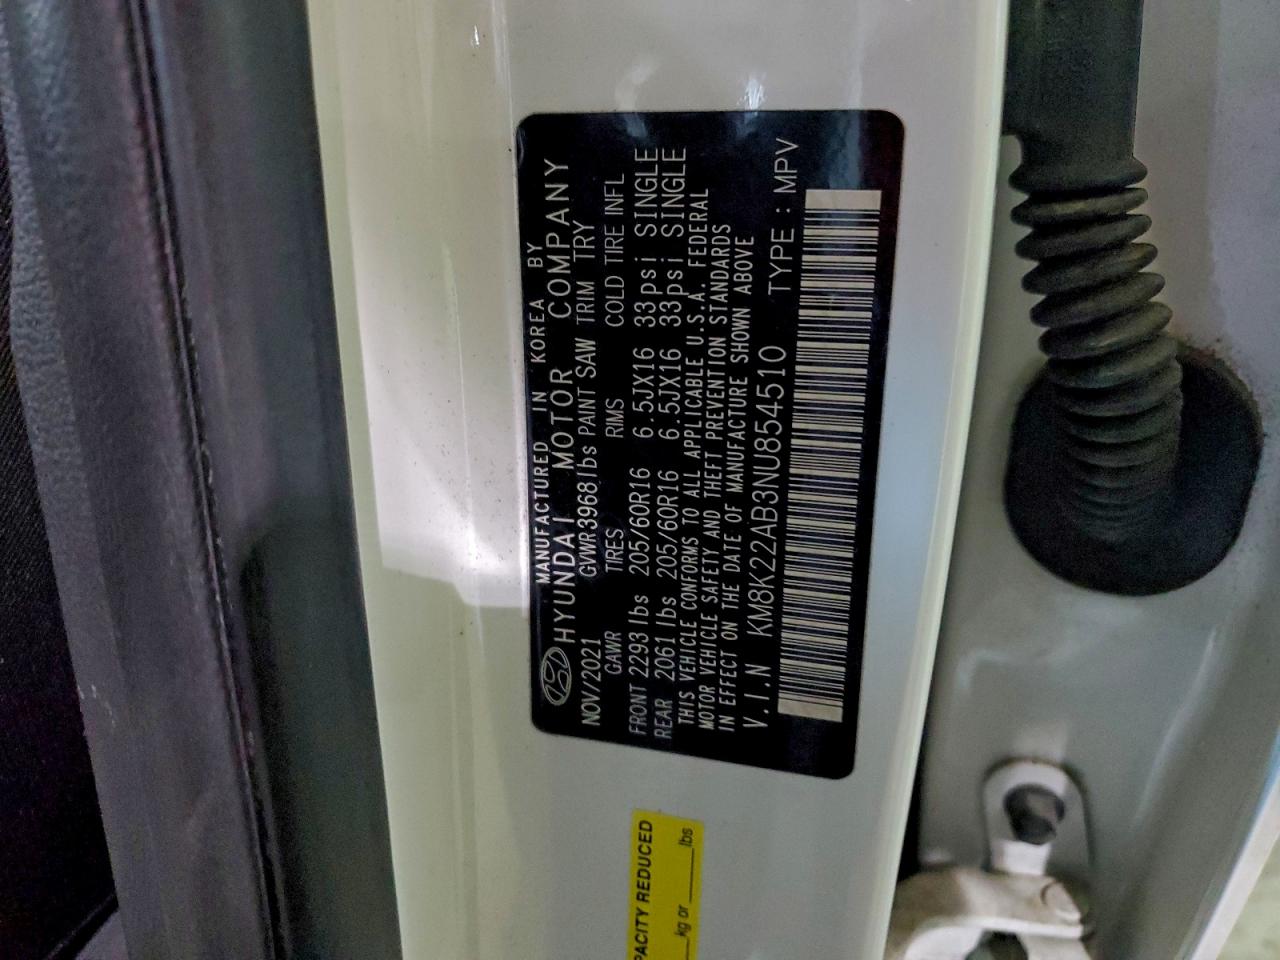 MANUFACTURED IN KOREA BY
HYUNDAI MOTOR COMPANY
NOV/2021 GVWR 3968 lbs PAINT SAW TRIM TRY
GAWR TIRES RIMS COLD TIRE INFL
FRONT 2293 lbs 205/60R16 6.5JX16 33psi SINGLE
REAR 2061 lbs 205/60R16 6.5JX16 33psi SINGLE
THIS VEHICLE CONFORMS TO ALL APPLICABLE U.S.A. FEDERAL
MOTOR VEHICLE SAFETY AND THEFT PREVENTION STANDARDS
IN EFFECT ON THE DATE OF MANUFACTURE SHOWN ABOVE
V.I.N KM8K22AB3NU854510 TYPE : MPV
PACITY REDUCED
kg or lbs